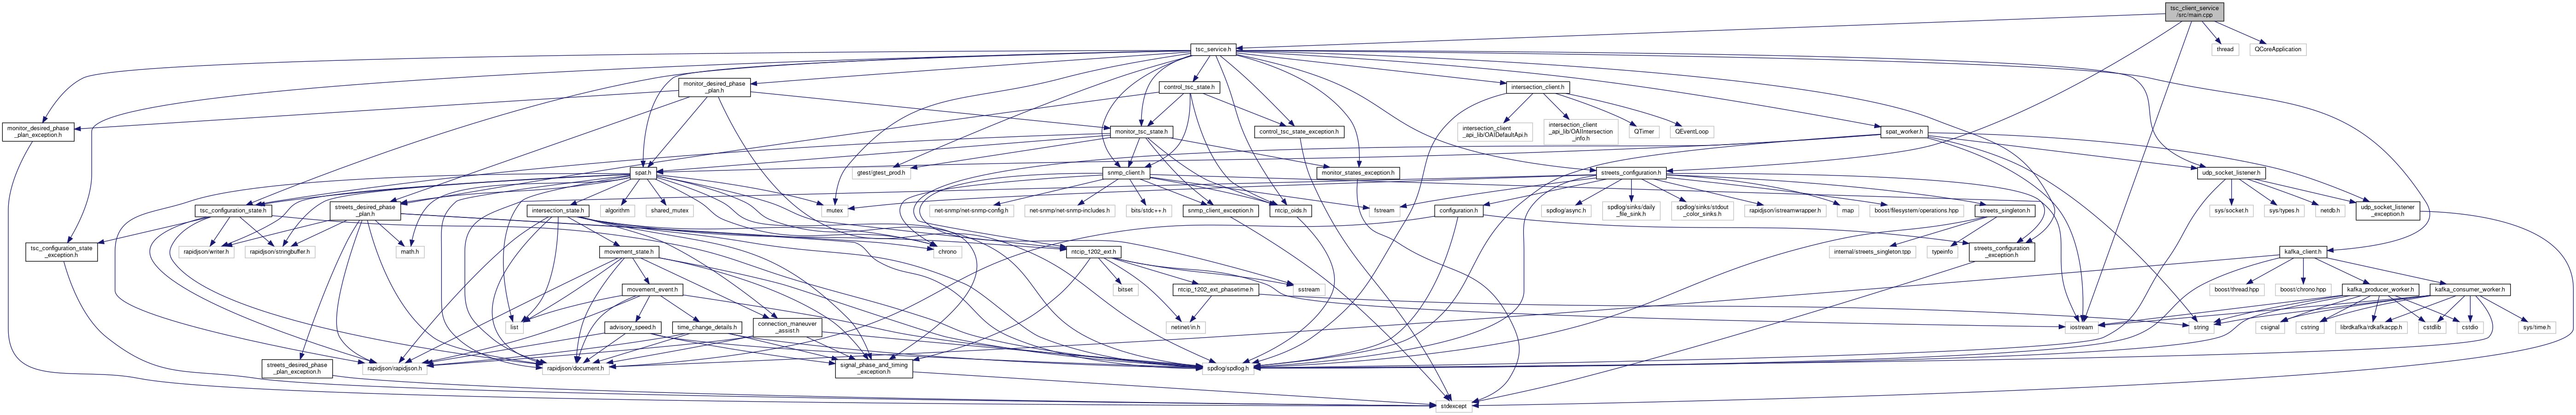 tsc_client_service
/src/main.cpp
tsc_service.h
thread
QCoreApplication
monitor_desired_phase
_plan.h
control_tsc_state.h
intersection_client.h
monitor_desired_phase
_plan_exception.h
monitor_tsc_state.h
control_tsc_state_exception.h
intersection_client
_api_lib/OAIDefaultApi.h
intersection_client
_api_lib/OAIIntersection
_info.h
QTimer
QEventLoop
spat_worker.h
spat.h
gtest/gtest_prod.h
snmp_client.h
monitor_states_exception.h
streets_configuration.h
udp_socket_listener.h
tsc_configuration_state.h
streets_desired_phase
_plan.h
intersection_state.h
algorithm
shared_mutex
mutex
net-snmp/net-snmp-config.h
net-snmp/net-snmp-includes.h
bits/stdc++.h
snmp_client_exception.h
ntcip_oids.h
fstream
configuration.h
spdlog/async.h
spdlog/sinks/daily
_file_sink.h
spdlog/sinks/stdout
_color_sinks.h
rapidjson/istreamwrapper.h
map
boost/filesystem/operations.hpp
streets_singleton.h
sys/socket.h
sys/types.h
netdb.h
udp_socket_listener
_exception.h
tsc_configuration_state
_exception.h
rapidjson/writer.h
rapidjson/stringbuffer.h
math.h
movement_state.h
chrono
ntcip_1202_ext.h
internal/streets_singleton.tpp
typeinfo
streets_configuration
_exception.h
kafka_client.h
movement_event.h
bitset
ntcip_1202_ext_phasetime.h
sstream
boost/thread.hpp
boost/chrono.hpp
kafka_producer_worker.h
kafka_consumer_worker.h
list
advisory_speed.h
time_change_details.h
connection_maneuver
_assist.h
netinet/in.h
iostream
string
csignal
cstring
librdkafka/rdkafkacpp.h
cstdlib
cstdio
sys/time.h
streets_desired_phase
_plan_exception.h
rapidjson/rapidjson.h
rapidjson/document.h
signal_phase_and_timing
_exception.h
spdlog/spdlog.h
stdexcept